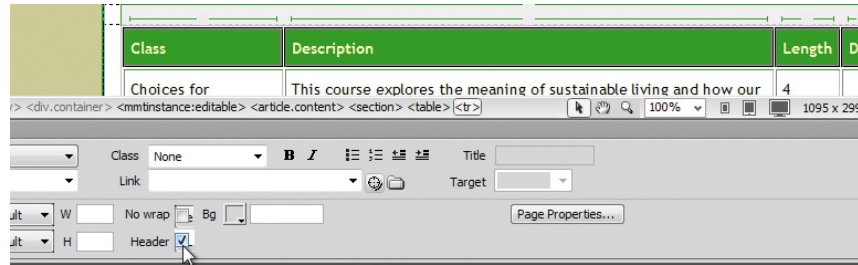 Class Description Length D
Choices for This course explores the meaning of sustainable living and how our 4
> <div.container> <mmtinstance:editable> <article.content> <section> <table> <tr> 100% 1095 x 299
Class None B I Title
Link Target
ult W No wrap Bg Page Properties...
ult H Header